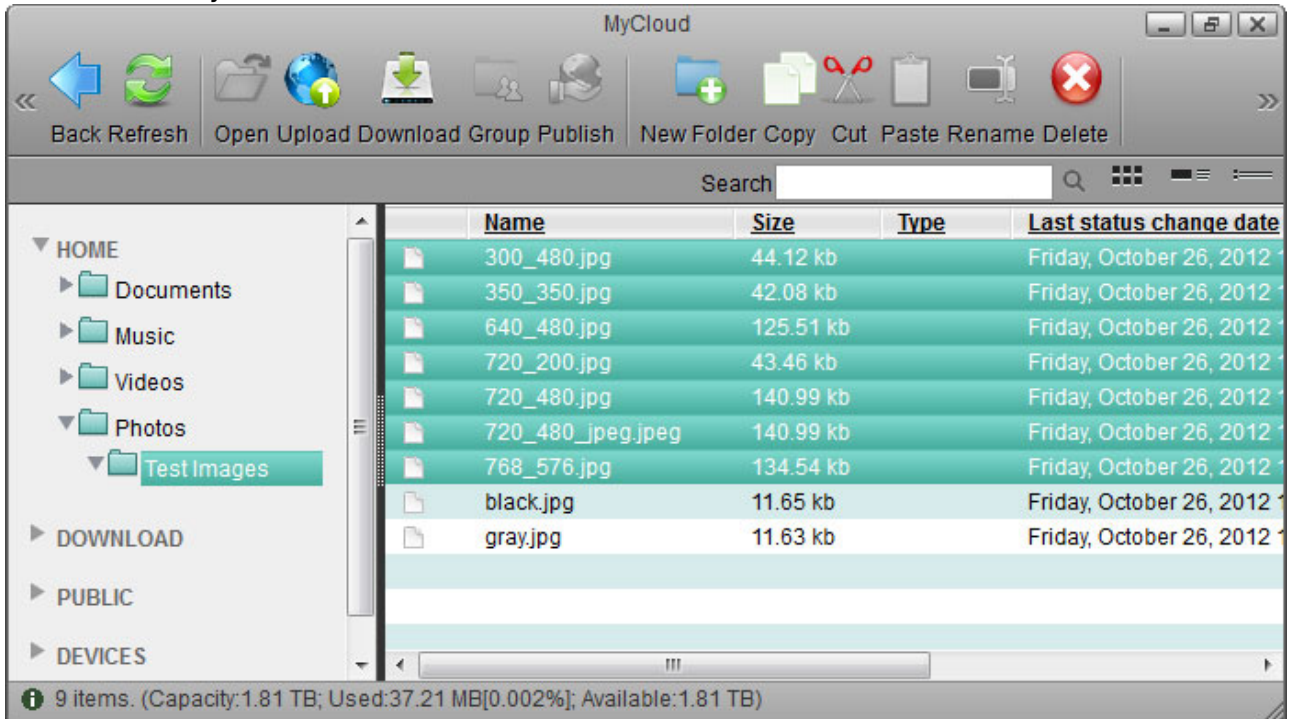 MyCloud
Back Refresh Open Upload Download Group Publish New Folder Copy Cut Paste Rename Delete
Search
Name Size Type Last status change date
HOME
Documents
Music
Videos
Photos
Test Images
DOWNLOAD
PUBLIC
DEVICES
300_480.jpg 44.12 kb Friday, October 26, 2012
350_350.jpg 42.08 kb Friday, October 26, 2012
640_480.jpg 125.51 kb Friday, October 26, 2012
720_200.jpg 43.46 kb Friday, October 26, 2012
720_480.jpg 140.99 kb Friday, October 26, 2012
720_480_jpeg.jpeg 140.99 kb Friday, October 26, 2012
768_576.jpg 134.54 kb Friday, October 26, 2012
black.jpg 11.65 kb Friday, October 26, 2012
gray.jpg 11.63 kb Friday, October 26, 2012
9 items. (Capacity:1.81 TB; Used:37.21 MB[0.002%]; Available:1.81 TB)